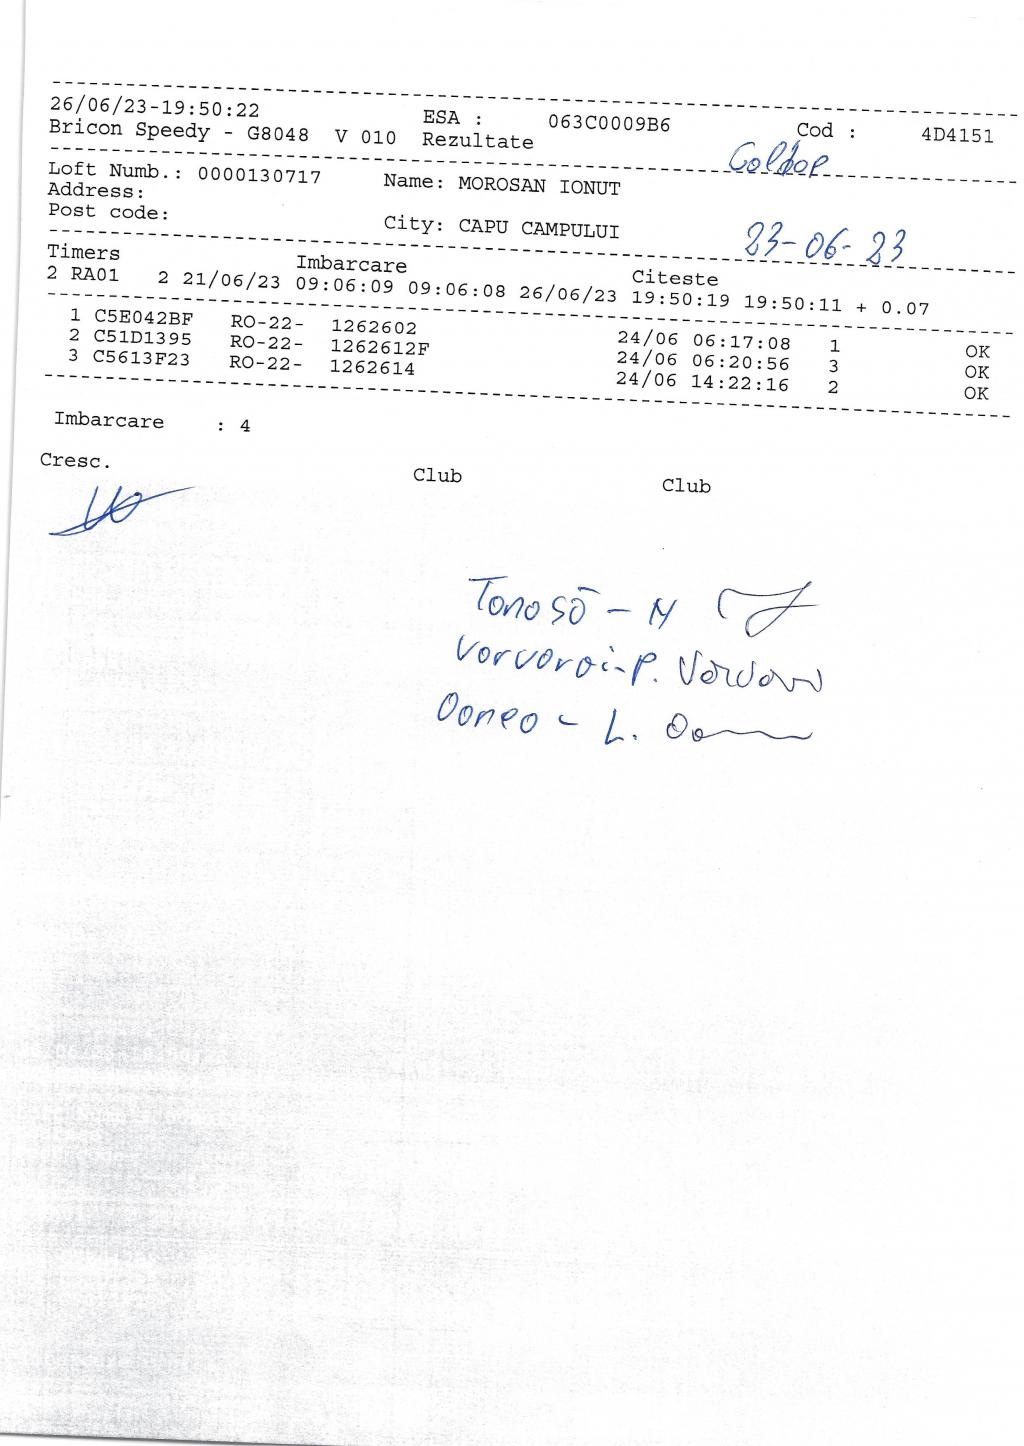 26/06/23-19:50:22 ESA : 063C0009B6 Cod : 4D4151
Bricon Speedy - G8048 V 010 Rezultate
Goldap
Loft Numb.: 0000130717 Name: MOROSAN IONUT
Address:
Post code: City: CAPU CAMPULUI
23-06-23
Timers Imbarcare Citeste
2 RA01 2 21/06/23 09:06:09 09:06:08 26/06/23 19:50:19 19:50:11 + 0.07
1 C5E042BF RO-22- 1262602 24/06 06:17:08 1 OK
2 C51D1395 RO-22- 1262612F 24/06 06:20:56 3 OK
3 C5613F23 RO-22- 1262614 24/06 14:22:16 2 OK
Imbarcare : 4
Cresc. Club Club